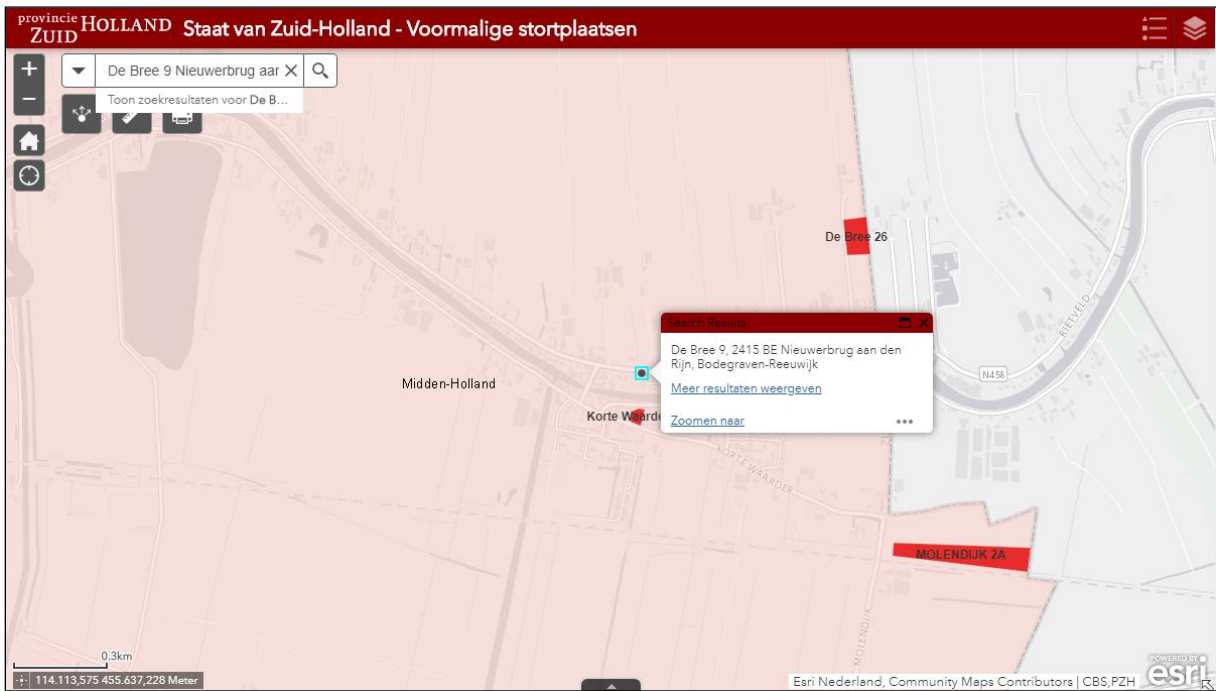 provincie HOLLAND
ZUID
Staat van Zuid-Holland - Voormalige stortplaatsen
+
De Bree 9 Nieuwerbrug aar
Toon zoekresultaten voor De B...
−
De Bree 26
RIETVELD
Search Results
De Bree 9, 2415 BE Nieuwerbrug aan den
Rijn, Bodegraven-Reeuwijk
Meer resultaten weergeven
Zoomen naar
N458
Midden-Holland
Korte Waarde
KORTE WAARDER
MOLENDIJK 2A
MOLENDIJK
0.3km
114.113,575 455.637,228 Meter
Esri Nederland, Community Maps Contributors | CBS,PZH
POWERED BY
esri